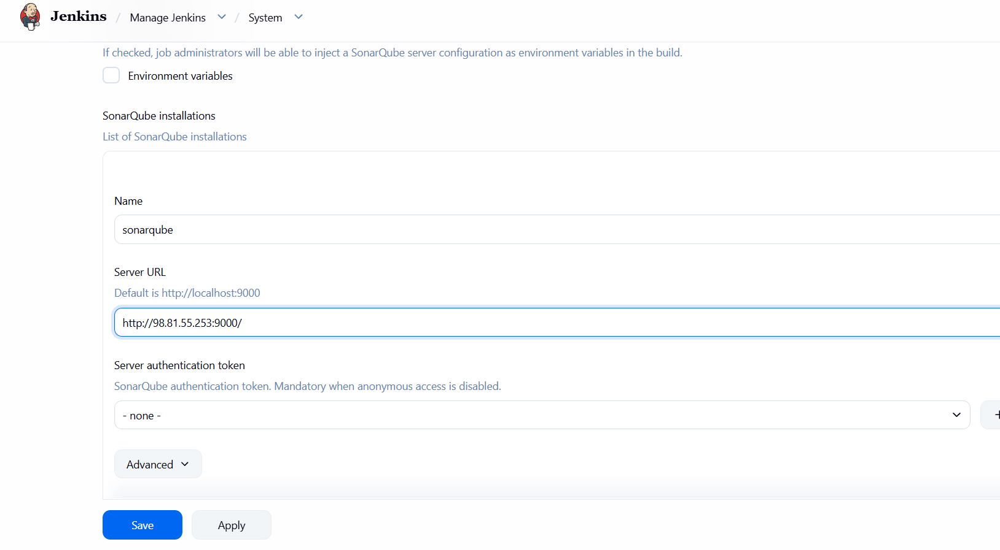 Jenkins / Manage Jenkins / System
If checked, job administrators will be able to inject a SonarQube server configuration as environment variables in the build.
Environment variables
SonarQube installations
List of SonarQube installations
Name
sonarqube
Server URL
Default is http://localhost:9000
http://98.81.55.253:9000/
Server authentication token
SonarQube authentication token. Mandatory when anonymous access is disabled.
- none -
+
Advanced
Save Apply